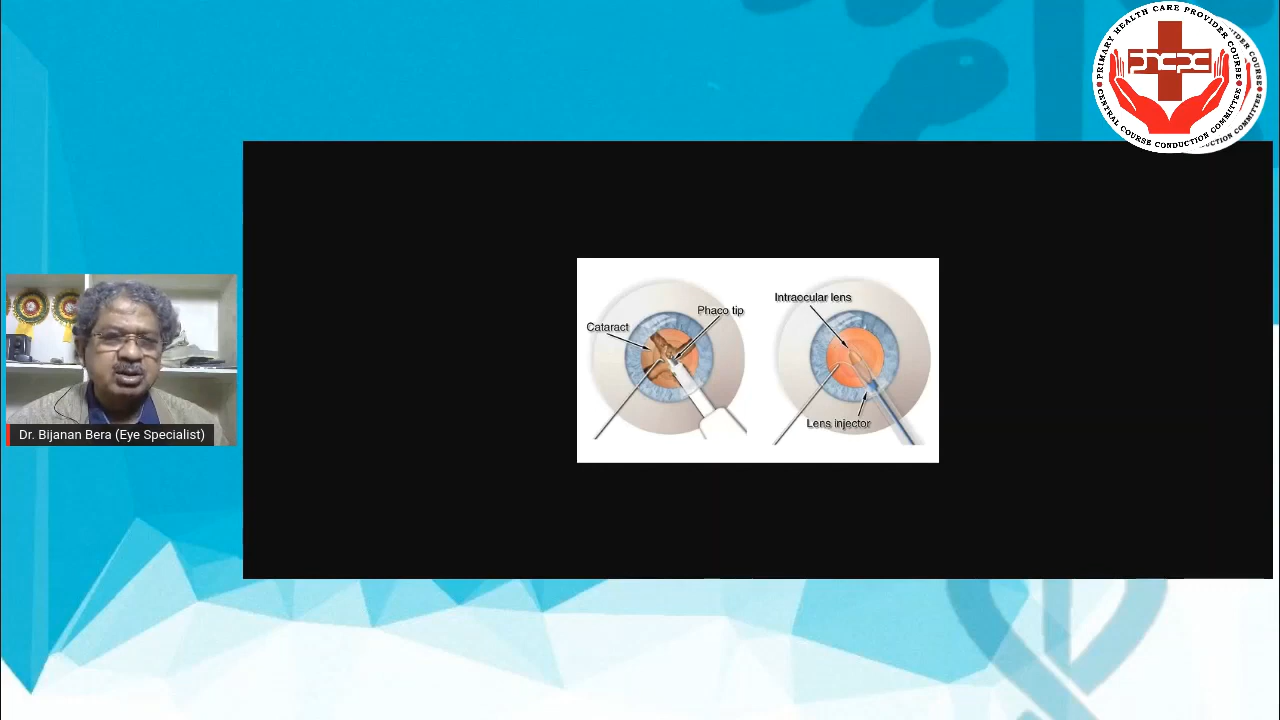 PRIMARY HEALTH CARE PROVIDER COURSE
PHCPC
CENTRAL COURSE CONDUCTION COMMITTEE
Intraocular lens
Phaco tip
Cataract
Lens injector
Dr. Bijanan Bera (Eye Specialist)